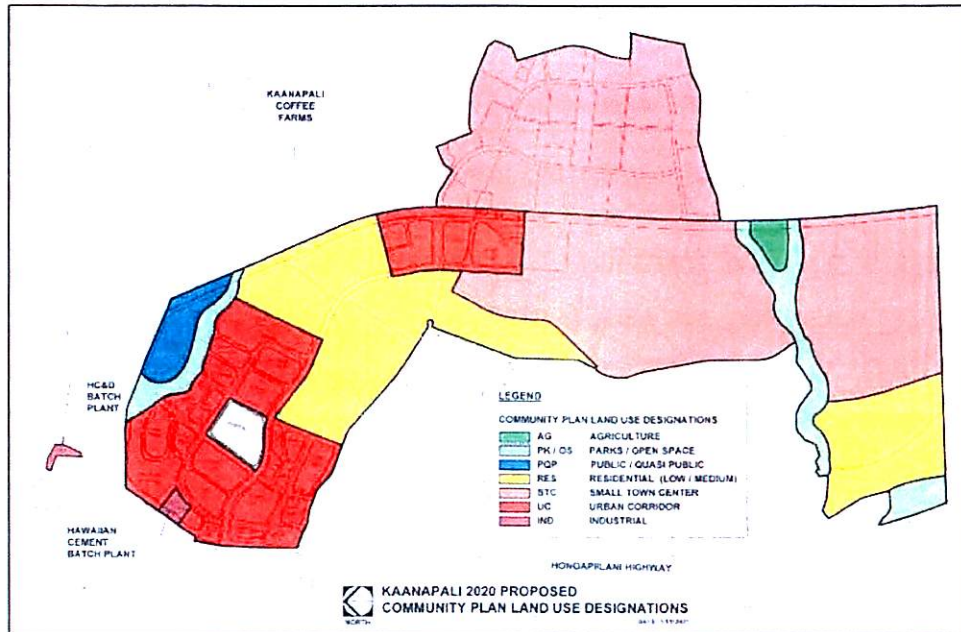 KAANAPALI
COFFEE
FARMS
HC&D
BATCH
PLANT
HAWAIIAN
CEMENT
BATCH PLANT
LEGEND
COMMUNITY PLAN LAND USE DESIGNATIONS
AG AGRICULTURE
PK / OS PARKS / OPEN SPACE
PQP PUBLIC / QUASI PUBLIC
RES RESIDENTIAL (LOW / MEDIUM)
STC SMALL TOWN CENTER
UC URBAN CORRIDOR
IND INDUSTRIAL
HONOAPIILANI HIGHWAY
NORTH
KAANAPALI 2020 PROPOSED
COMMUNITY PLAN LAND USE DESIGNATIONS